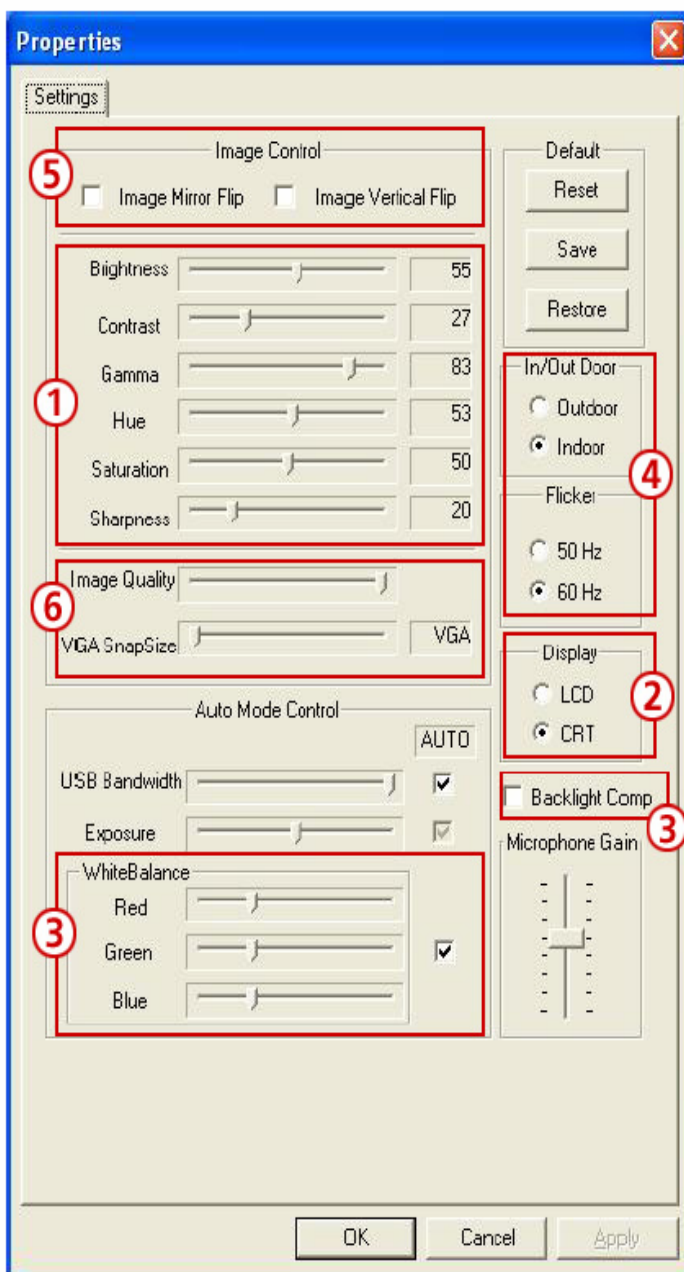 Properties
Settings
Image Control
5
Image Mirror Flip
Image Vertical Flip
Brightness 55
Contrast 27
Gamma 83
1
Hue 53
Saturation 50
Sharpness 20
Image Quality
6
VGA SnapSize VGA
Auto Mode Control
AUTO
USB Bandwidth
Exposure
WhiteBalance
Red
3
Green
Blue
Default
Reset
Save
Restore
In/Out Door
Outdoor
Indoor
4
Flicker
50 Hz
60 Hz
Display
LCD
2
CRT
Backlight Comp
3
Microphone Gain
OK
Cancel
Apply